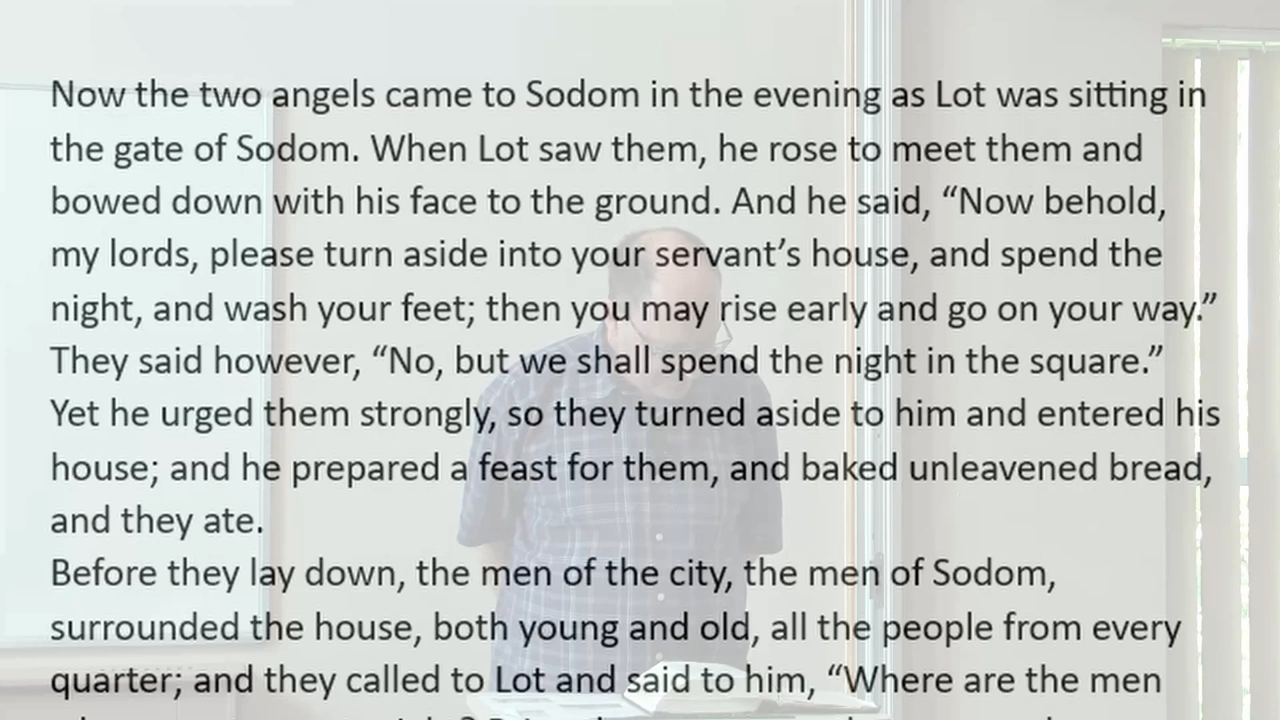 Now the two angels came to Sodom in the evening as Lot was sitting in
the gate of Sodom. When Lot saw them, he rose to meet them and
bowed down with his face to the ground. And he said, “Now behold,
my lords, please turn aside into your servant’s house, and spend the
night, and wash your feet; then you may rise early and go on your way.”
They said however, “No, but we shall spend the night in the square.”
Yet he urged them strongly, so they turned aside to him and entered his
house; and he prepared a feast for them, and baked unleavened bread,
and they ate.
Before they lay down, the men of the city, the men of Sodom,
surrounded the house, both young and old, all the people from every
quarter; and they called to Lot and said to him, “Where are the men